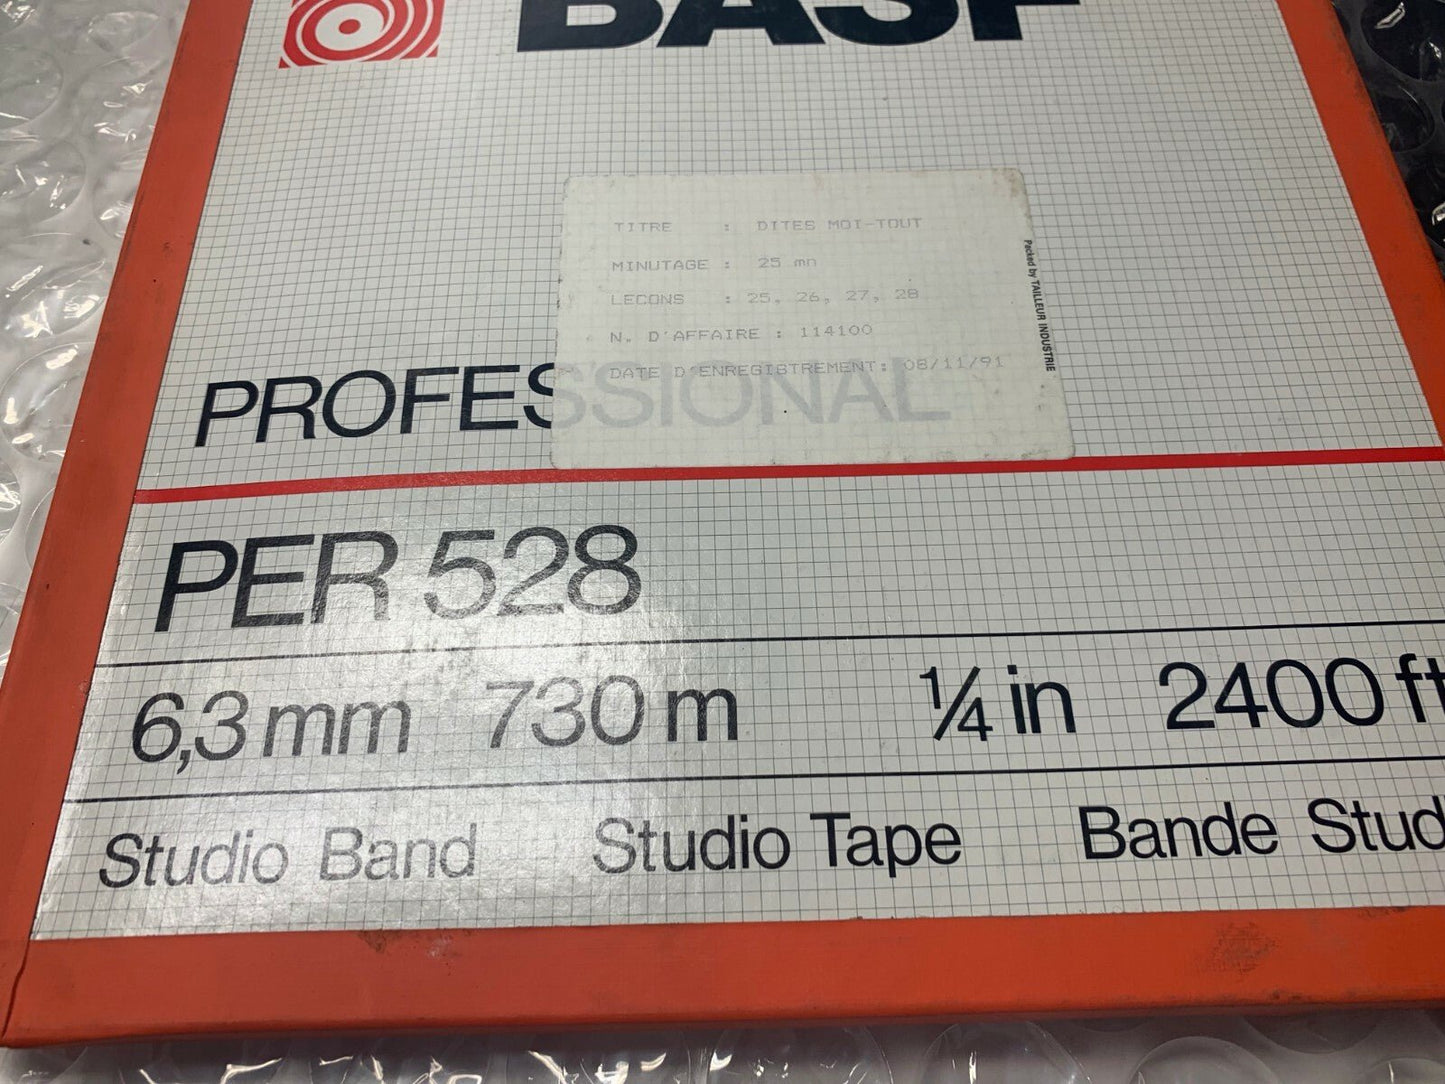 BASF
TITRE : DITES MOI-TOUT
MINUTAGE : 25 mn
LECONS : 25, 26, 27, 28
N. D'AFFAIRE : 114100
DATE D'ENREGISTREMENT: 08/11/91
Packed by TAILLEUR INDUSTRIE
PROFESSIONAL
PER 528
6,3 mm 730 m 1/4 in 2400 ft
Studio Band Studio Tape Bande Stud